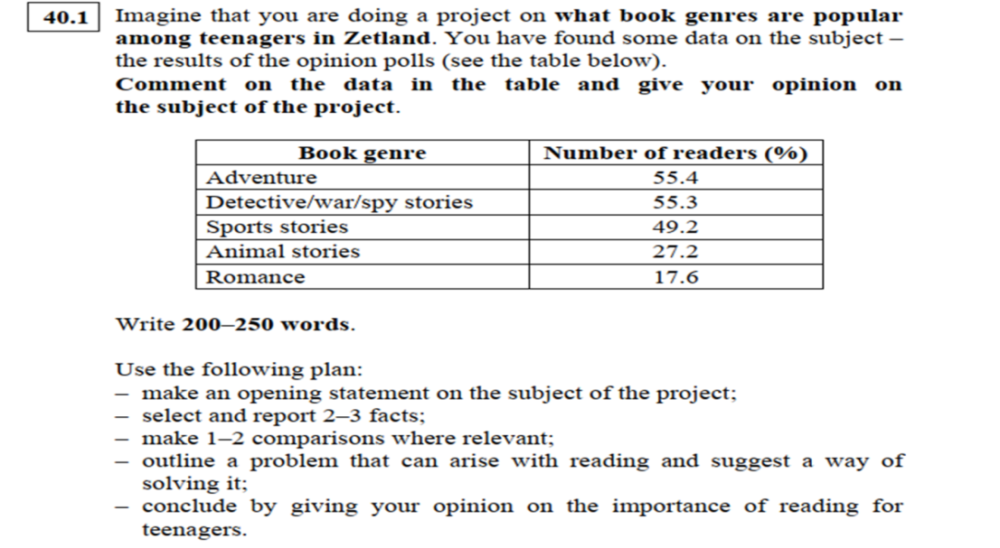 40.1 Imagine that you are doing a project on what book genres are popular
among teenagers in Zetland. You have found some data on the subject –
the results of the opinion polls (see the table below).
Comment on the data in the table and give your opinion on
the subject of the project.
Book genre Number of readers (%)
Adventure 55.4
Detective/war/spy stories 55.3
Sports stories 49.2
Animal stories 27.2
Romance 17.6
Write 200–250 words.
Use the following plan:
– make an opening statement on the subject of the project;
– select and report 2–3 facts;
– make 1–2 comparisons where relevant;
– outline a problem that can arise with reading and suggest a way of
solving it;
– conclude by giving your opinion on the importance of reading for
teenagers.